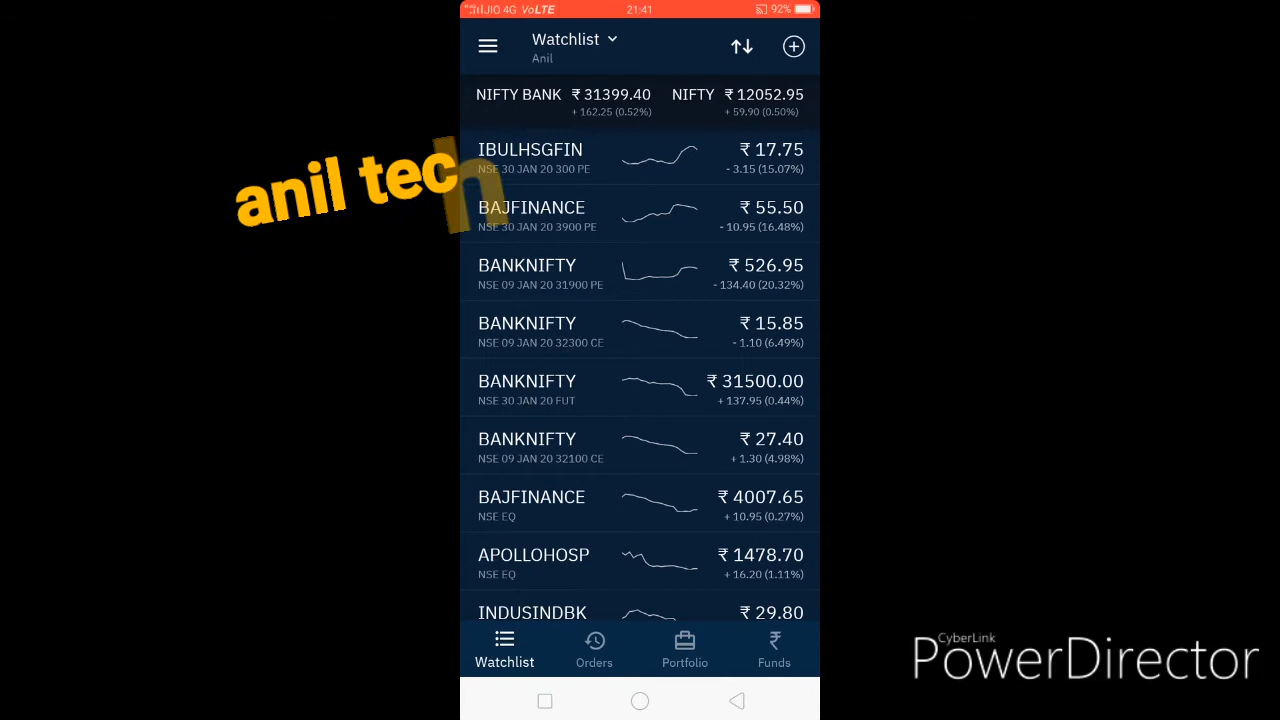 JIO 4G VoLTE 21:41 92%
Watchlist
Anil
NIFTY BANK ₹ 31399.40 NIFTY ₹ 12052.95
+ 162.25 (0.52%) + 59.90 (0.50%)
IBULHSGFIN ₹ 17.75
NSE 30 JAN 20 300 PE - 3.15 (15.07%)
anil tech
BAJFINANCE ₹ 55.50
NSE 30 JAN 20 3900 PE - 10.95 (16.48%)
BANKNIFTY ₹ 526.95
NSE 09 JAN 20 31900 PE - 134.40 (20.32%)
BANKNIFTY ₹ 15.85
NSE 09 JAN 20 32300 CE - 1.10 (6.49%)
BANKNIFTY ₹ 31500.00
NSE 30 JAN 20 FUT + 137.95 (0.44%)
BANKNIFTY ₹ 27.40
NSE 09 JAN 20 32100 CE + 1.30 (4.98%)
BAJFINANCE ₹ 4007.65
NSE EQ + 10.95 (0.27%)
APOLLOHOSP ₹ 1478.70
NSE EQ + 16.20 (1.11%)
INDUSINDBK ₹ 29.80
Watchlist Orders Portfolio ₹ Funds
CyberLink
PowerDirector